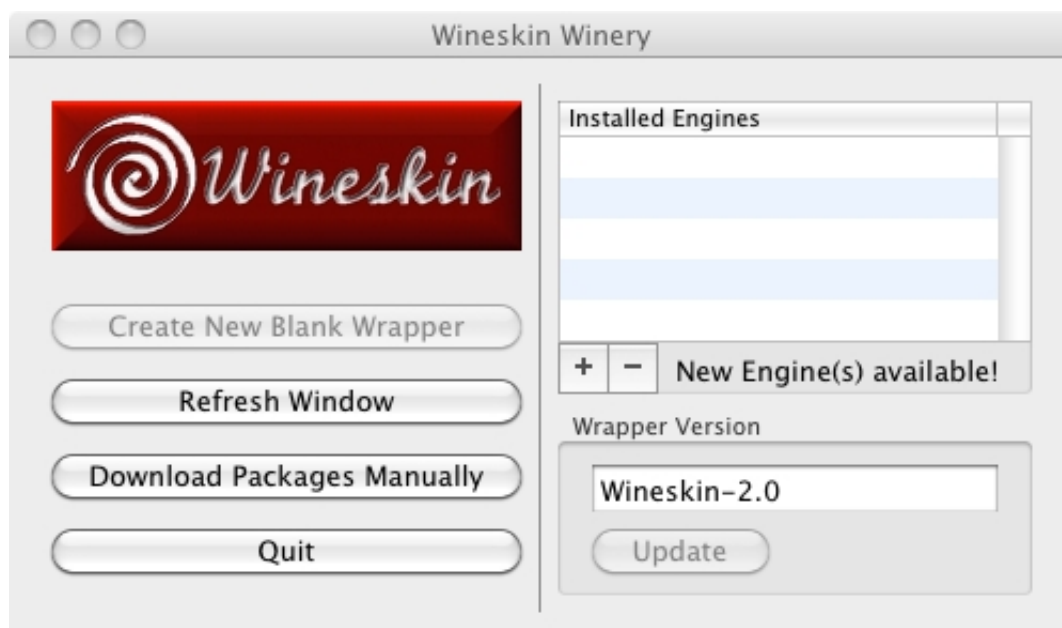 Wineskin Winery
Wineskin
Create New Blank Wrapper
Refresh Window
Download Packages Manually
Quit
Installed Engines
+ − New Engine(s) available!
Wrapper Version
Wineskin-2.0
Update